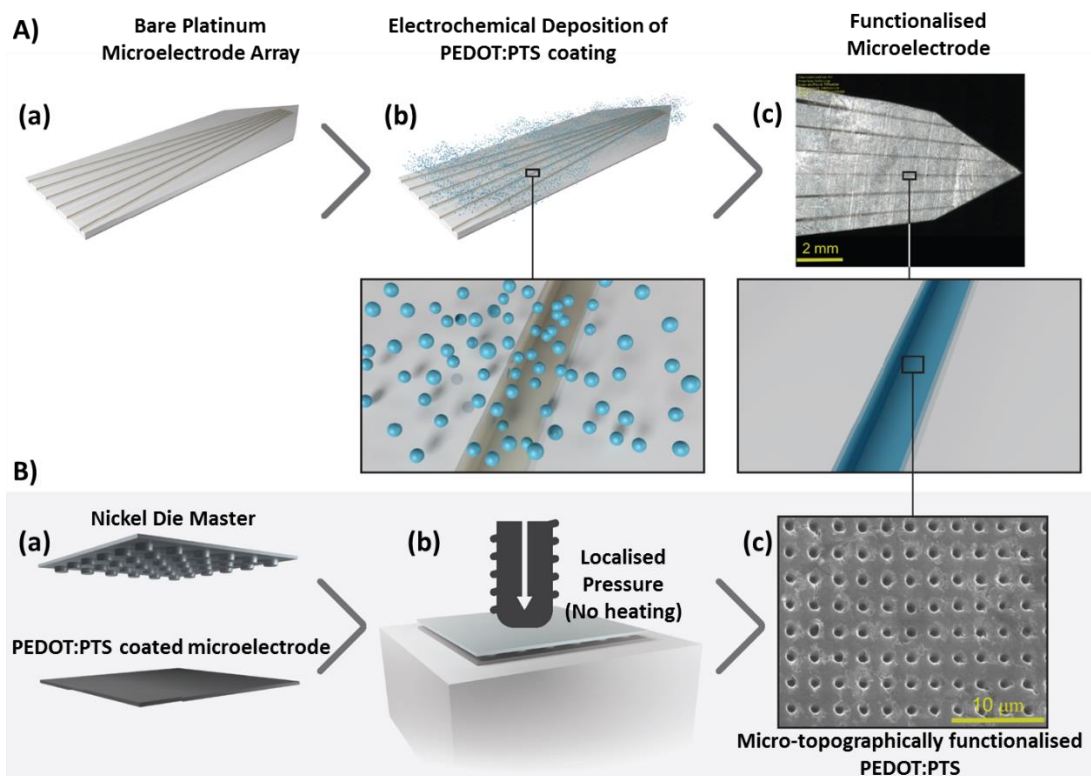 A)
Bare Platinum
Microelectrode Array
Electrochemical Deposition of
PEDOT:PTS coating
Functionalised
Microelectrode
(a)
(b)
(c)
2 mm
B)
(a)
Nickel Die Master
PEDOT:PTS coated microelectrode
(b)
Localised
Pressure
(No heating)
(c)
10 μm
Micro-topographically functionalised
PEDOT:PTS